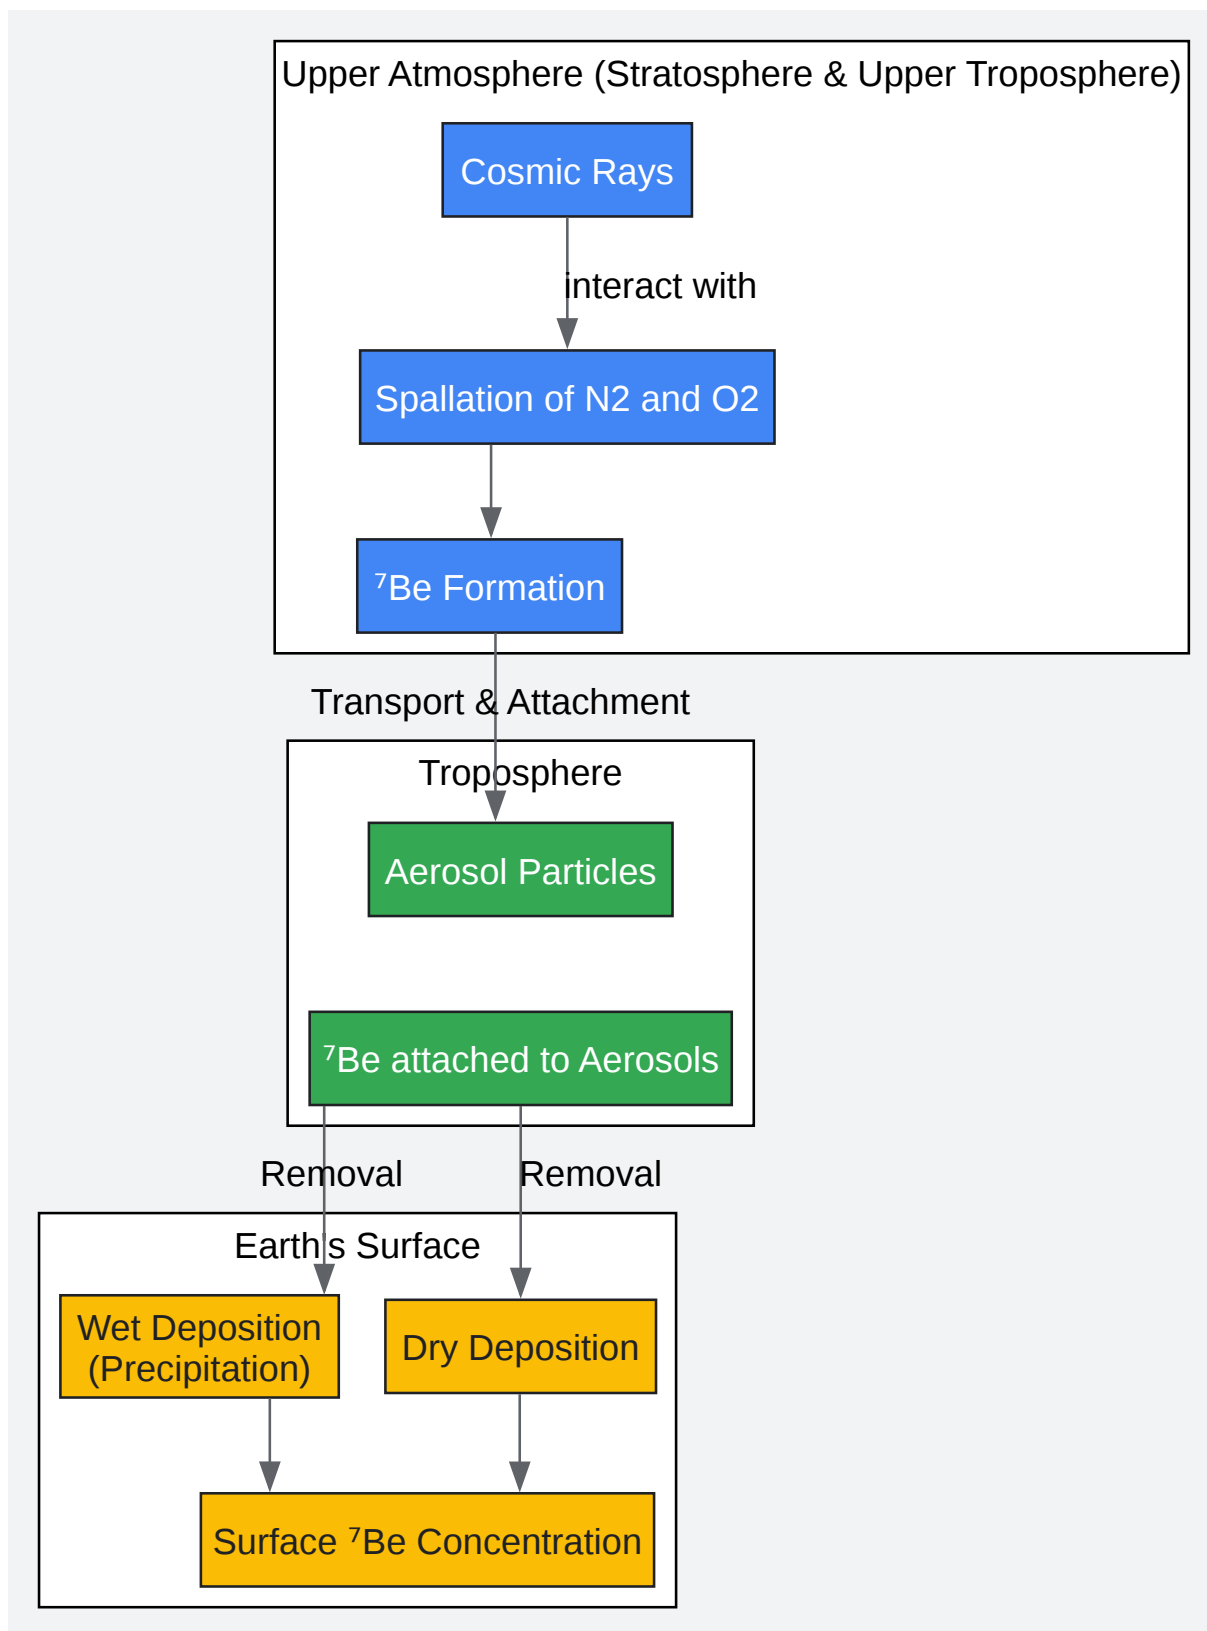 Upper Atmosphere (Stratosphere & Upper Troposphere)
Cosmic Rays
interact with
Spallation of N2 and O2
⁷Be Formation
Transport & Attachment
Troposphere
Aerosol Particles
⁷Be attached to Aerosols
Removal
Removal
Earth's Surface
Wet Deposition
(Precipitation)
Dry Deposition
Surface ⁷Be Concentration